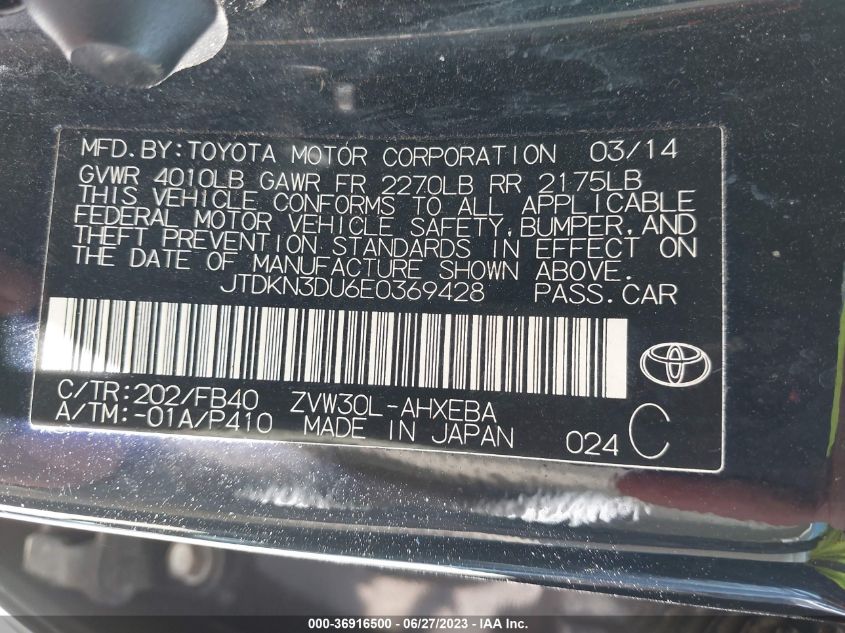 MFD.BY:TOYOTA MOTOR CORPORATION 03/14
GVWR 4010LB GAWR FR 2270LB RR 2175LB
THIS VEHICLE CONFORMS TO ALL APPLICABLE
FEDERAL MOTOR VEHICLE SAFETY,BUMPER,AND
THEFT PREVENTION STANDARDS IN EFFECT ON
THE DATE OF MANUFACTURE SHOWN ABOVE.
JTDKN3DU6E0369428 PASS.CAR
C/TR:202/FB40 ZVW30L-AHXEBA
A/TM:-01A/P410 MADE IN JAPAN 024 C
000-36916500 - 06/27/2023 - IAA, Inc.